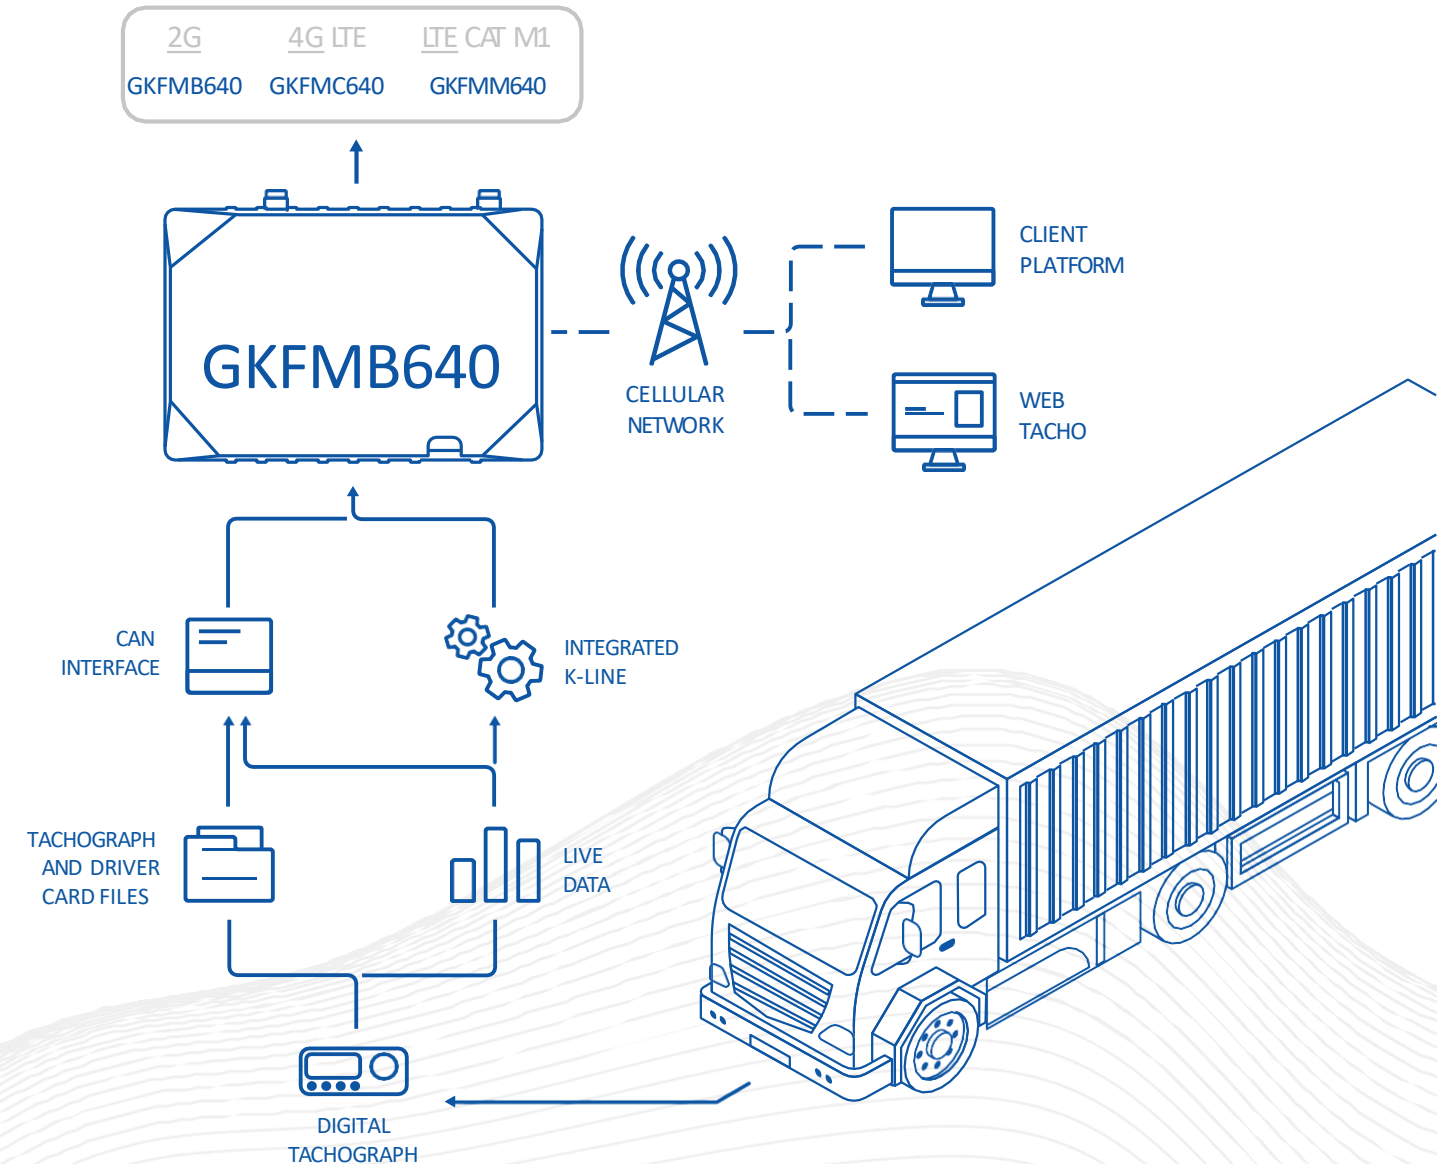 2G 4G LTE LTE CAT M1
GKFMB640 GKFMC640 GKFMM640
GKFMB640
CELLULAR
NETWORK
CLIENT
PLATFORM
WEB
TACHO
CAN
INTERFACE
INTEGRATED
K-LINE
TACHOGRAPH
AND DRIVER
CARD FILES
LIVE
DATA
DIGITAL
TACHOGRAPH